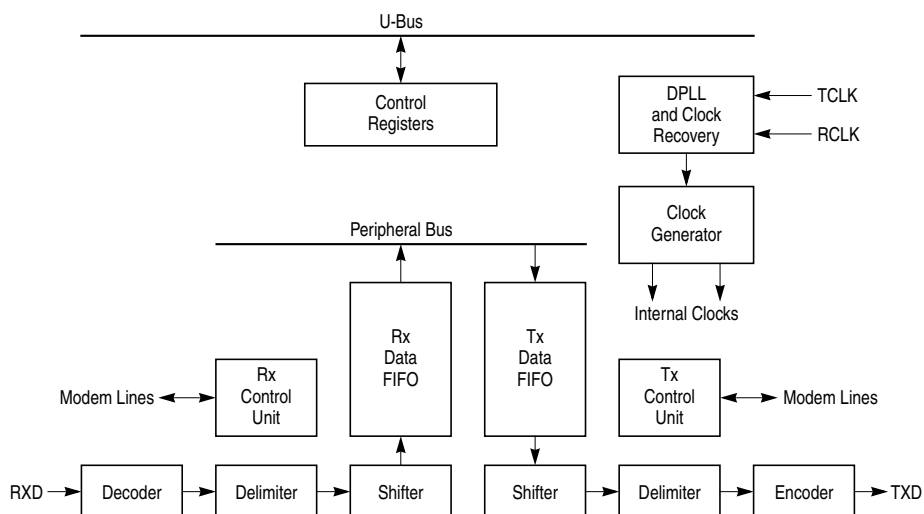 U-Bus
Control
Registers
DPLL
and Clock
Recovery
TCLK
RCLK
Clock
Generator
Internal Clocks
Peripheral Bus
Rx
Data
FIFO
Tx
Data
FIFO
Modem Lines
Rx
Control
Unit
Tx
Control
Unit
Modem Lines
RXD
Decoder
Delimiter
Shifter
Shifter
Delimiter
Encoder
TXD